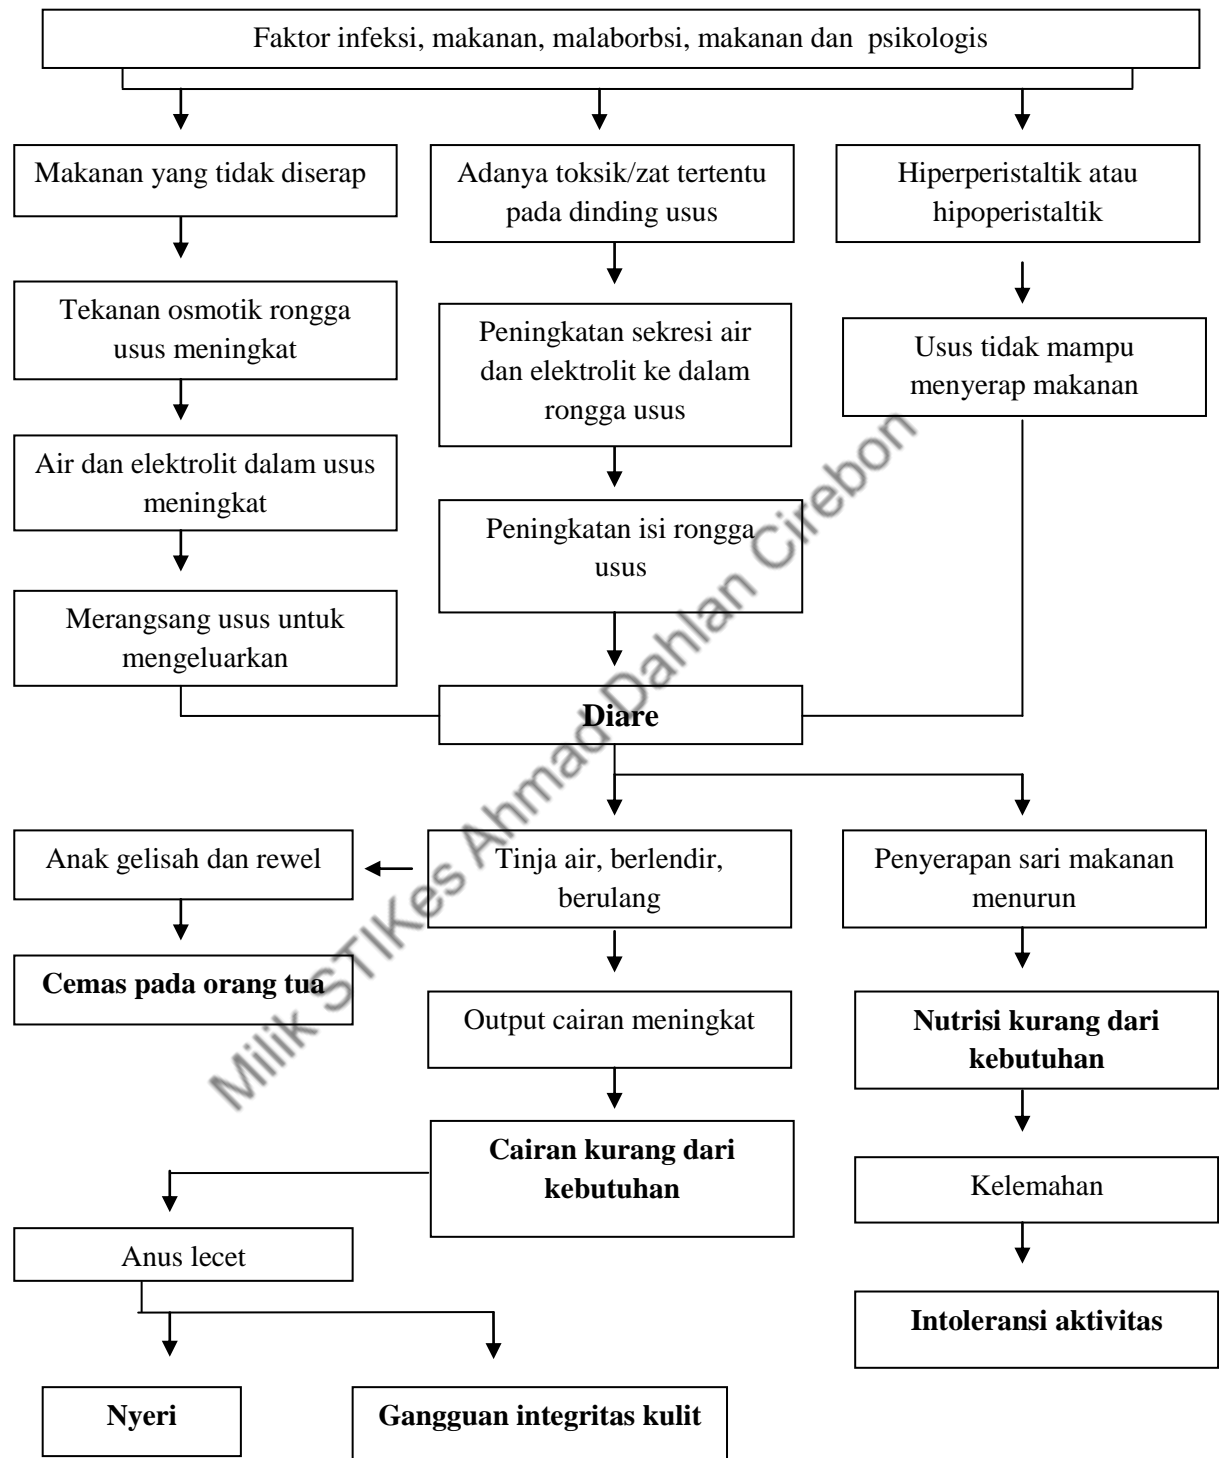 Faktor infeksi, makanan, malaborbsi, makanan dan  psikologis
Makanan yang tidak diserap
Adanya toksik/zat tertentu
pada dinding usus
Hiperperistaltik atau
hipoperistaltik
Tekanan osmotik rongga
usus meningkat
Peningkatan sekresi air
dan elektrolit ke dalam
rongga usus
Usus tidak mampu
menyerap makanan
Air dan elektrolit dalam usus
meningkat
Peningkatan isi rongga
usus
Merangsang usus untuk
mengeluarkan
Diare
Anak gelisah dan rewel
Tinja air, berlendir,
berulang
Penyerapan sari makanan
menurun
Cemas pada orang tua
Output cairan meningkat
Nutrisi kurang dari
kebutuhan
Cairan kurang dari
kebutuhan
Kelemahan
Anus lecet
Intoleransi aktivitas
Nyeri
Gangguan integritas kulit
Milik STIKes Ahmad Dahlan Cirebon